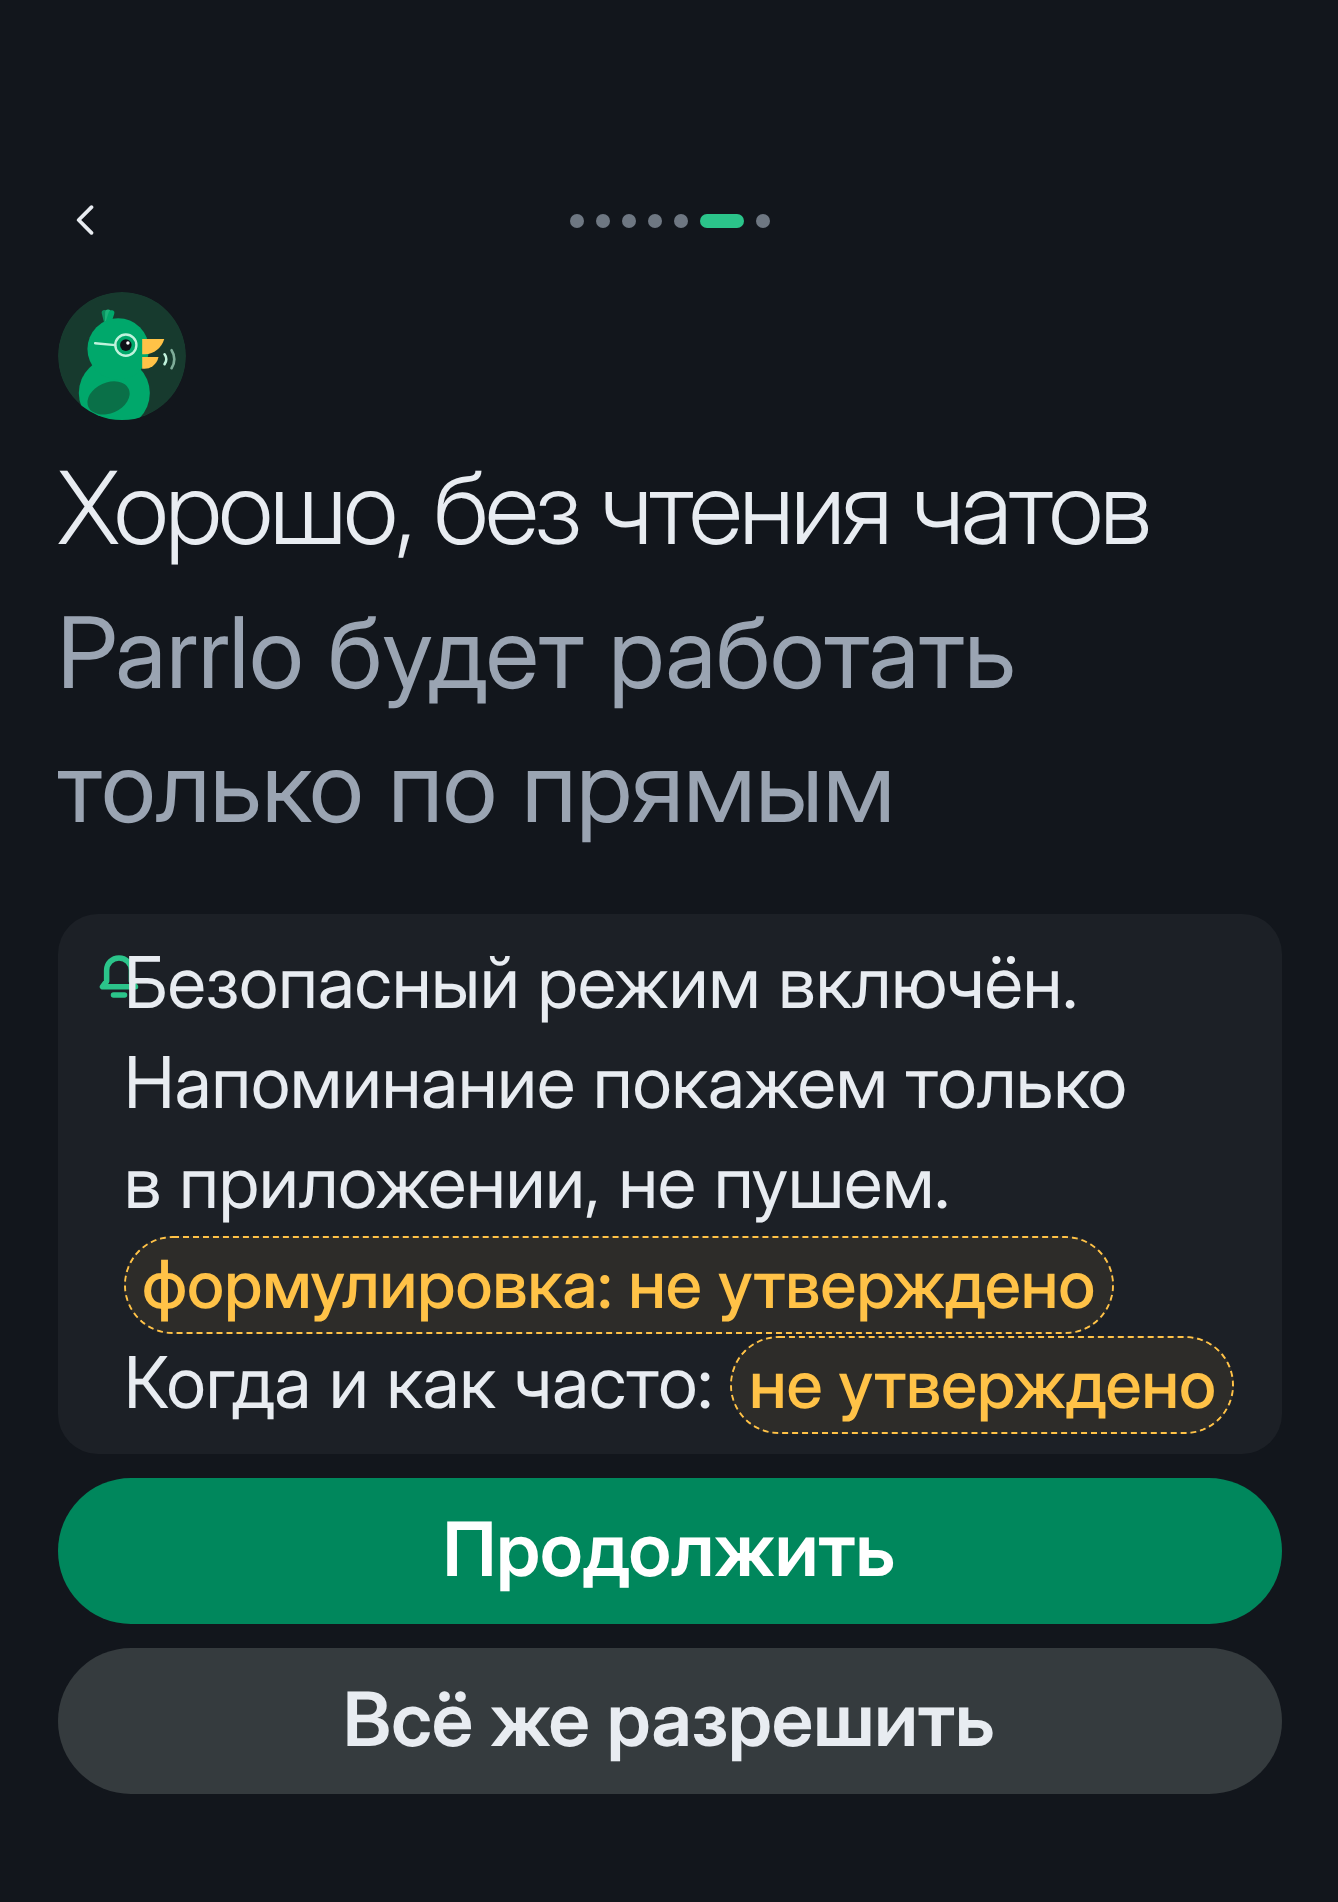 Хорошо, без чтения чатов
Parrlo будет работать
только по прямым
Безопасный режим включён.
Напоминание покажем только
в приложении, не пушем.
формулировка: не утверждено
Когда и как часто: не утверждено
Продолжить
Всё же разрешить